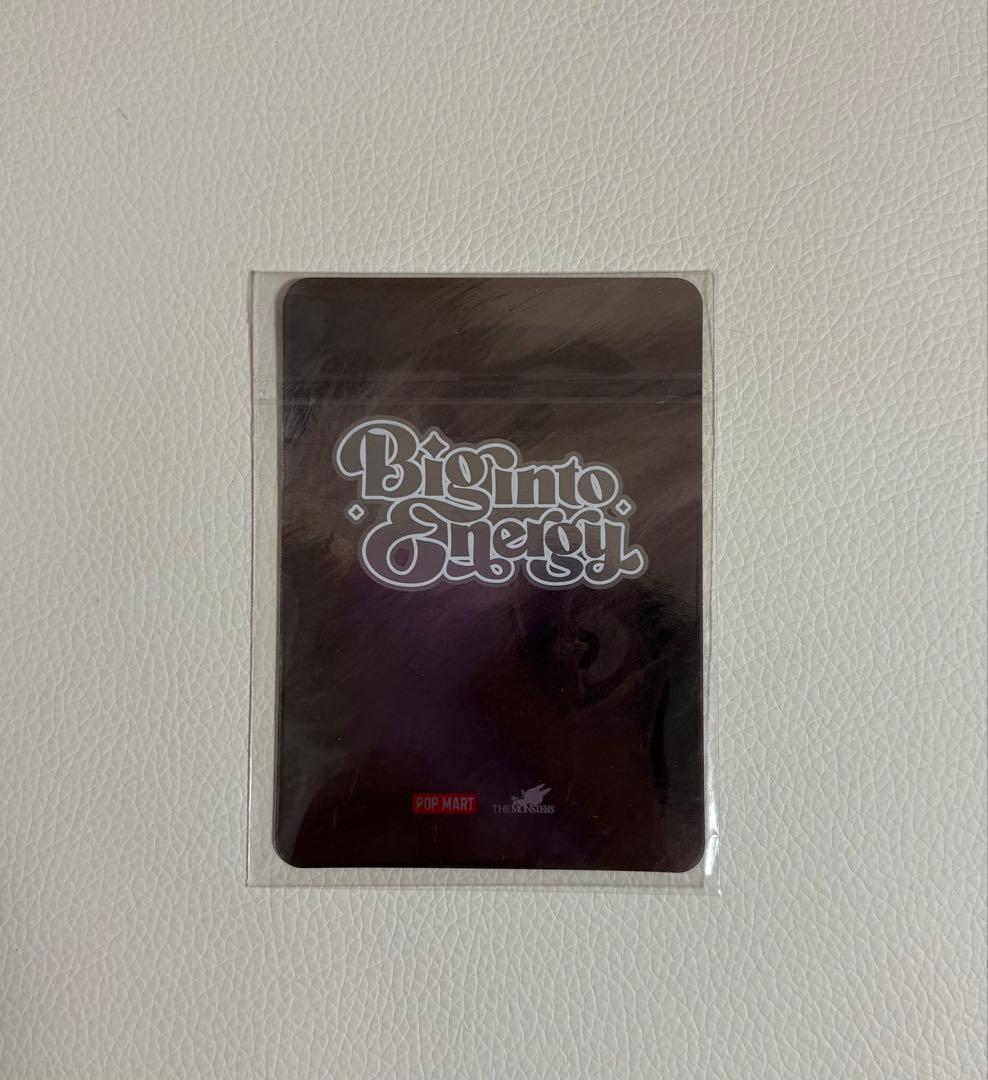 Big into
Energy
POP MART
THE MONSTERS